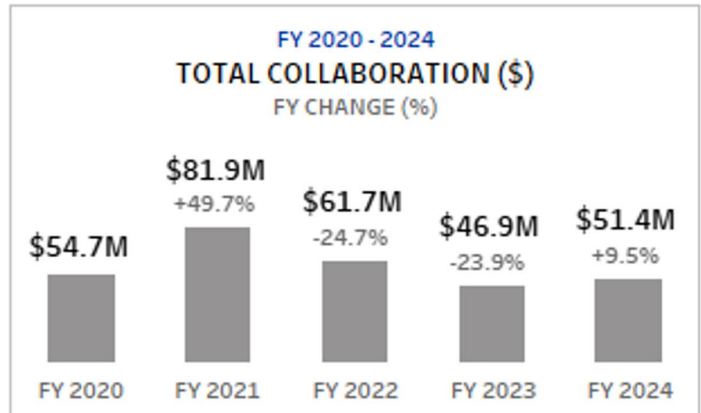 FY 2020 - 2024
TOTAL COLLABORATION ($)
FY CHANGE (%)
$54.7M
$81.9M
+49.7%
$61.7M
-24.7%
$46.9M
-23.9%
$51.4M
+9.5%
FY 2020 FY 2021 FY 2022 FY 2023 FY 2024